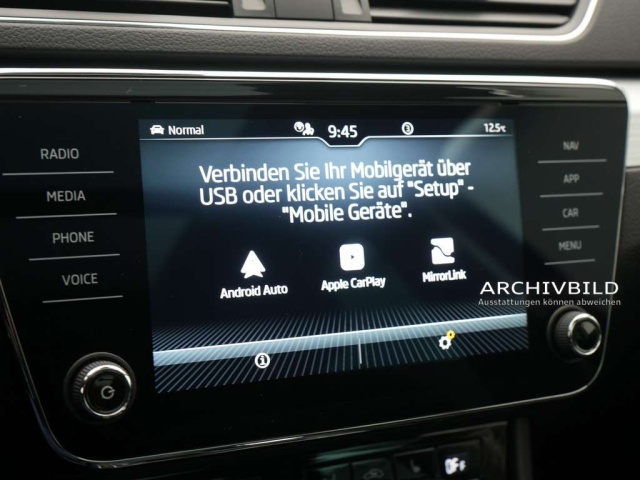 Normal
9:45
12.5°C
RADIO
MEDIA
PHONE
VOICE
Verbinden Sie Ihr Mobilgerät über
USB oder klicken Sie auf "Setup" -
"Mobile Geräte".
Android Auto
Apple CarPlay
MirrorLink
NAV
APP
CAR
MENU
ARCHIVBILD
Ausstattungen können abweichen
OFF